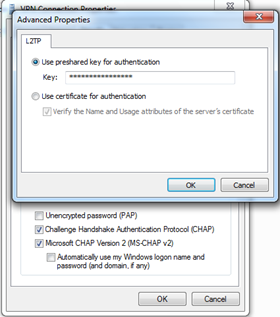 VPN Connection Properties
Advanced Properties
L2TP
Use preshared key for authentication
Key: ****************
Use certificate for authentication
Verify the Name and Usage attributes of the server's certificate
OK Cancel
Unencrypted password (PAP)
Challenge Handshake Authentication Protocol (CHAP)
Microsoft CHAP Version 2 (MS-CHAP v2)
Automatically use my Windows logon name and
password (and domain, if any)
OK Cancel